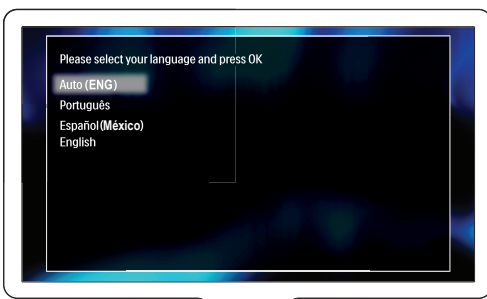 Please select your language and press OK
Auto (ENG)
Português
Español(México)
English